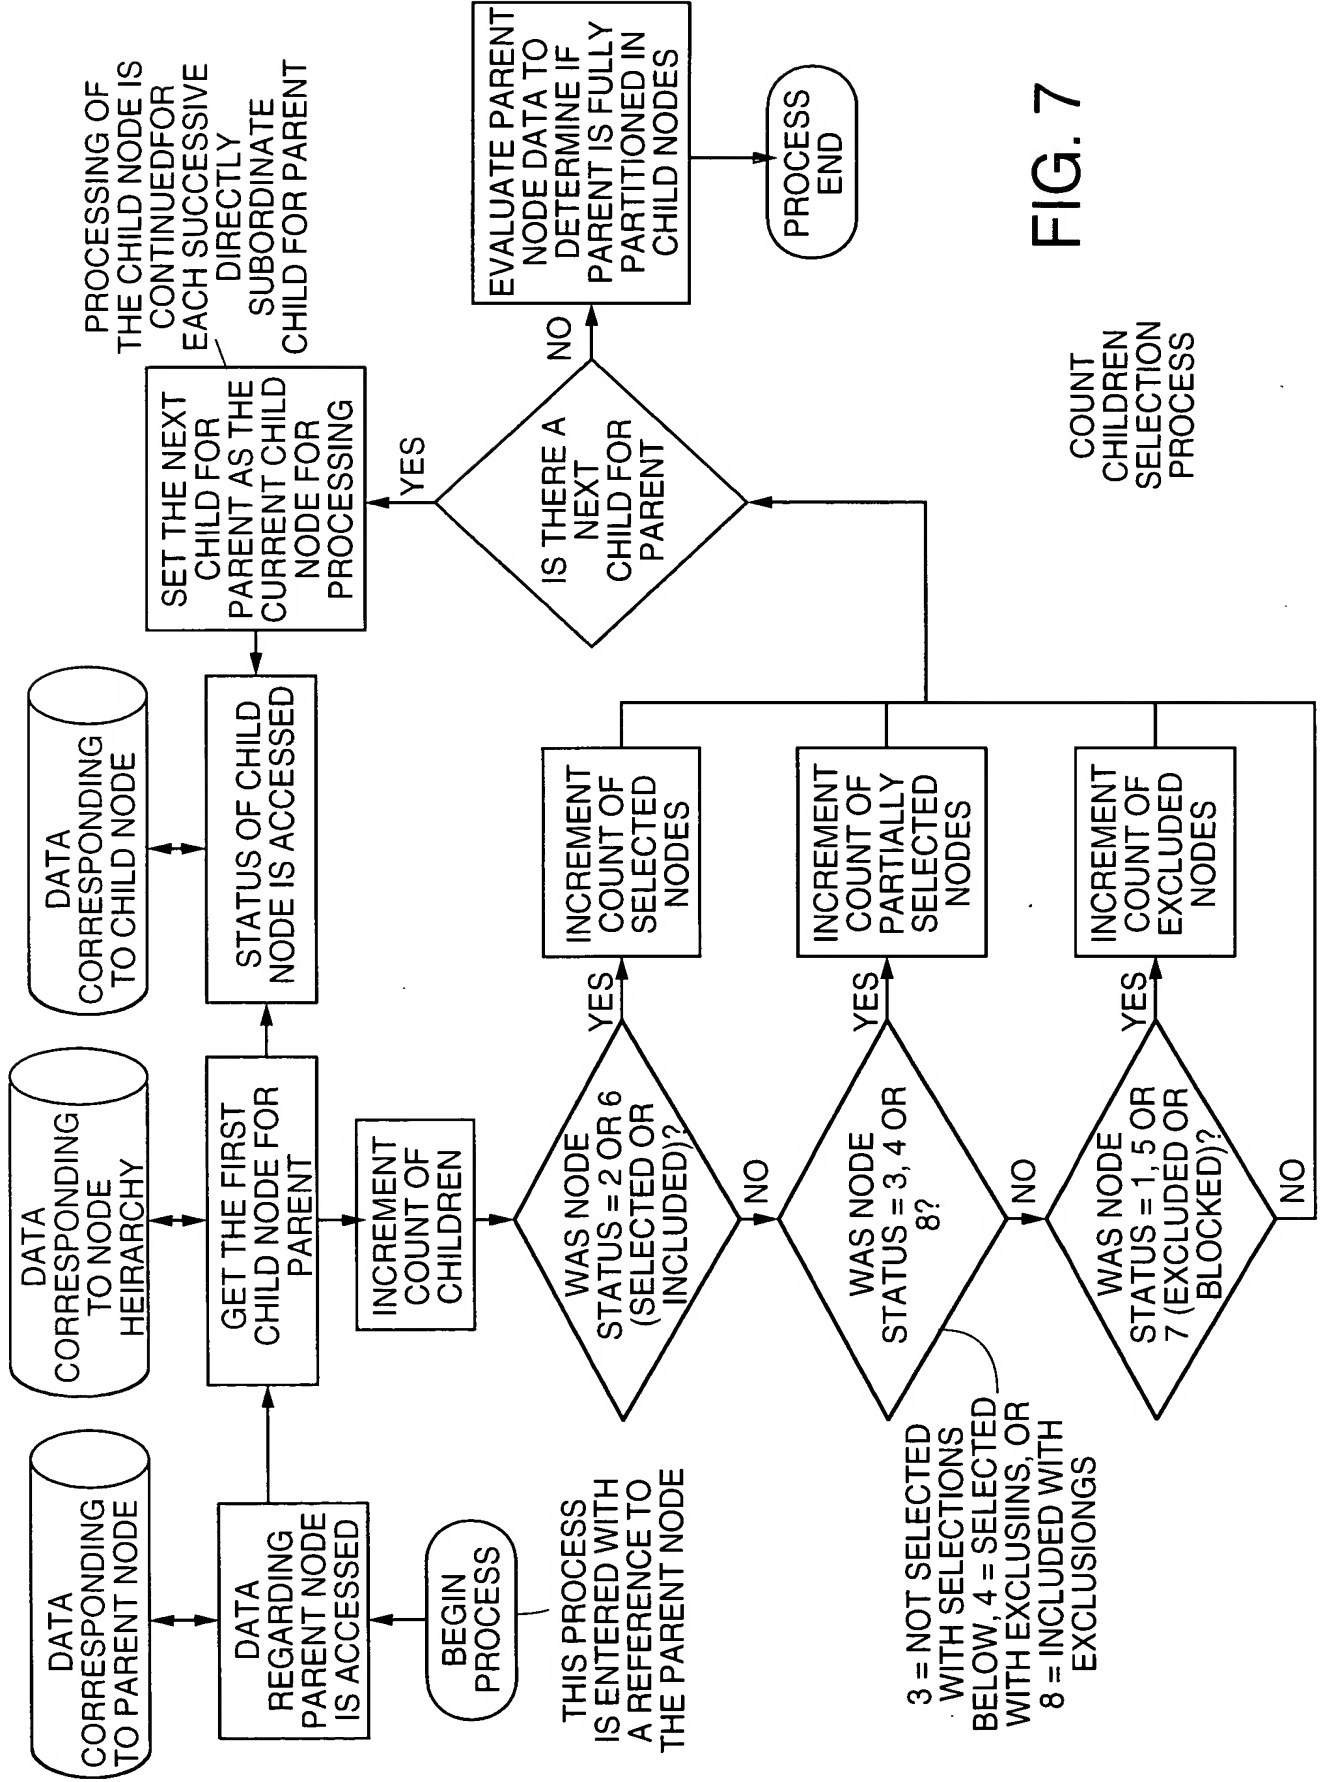 DATA
CORRESPONDING
TO PARENT NODE
DATA
CORRESPONDING
TO NODE
HEIRARCHY
DATA
CORRESPONDING
TO CHILD NODE
PROCESSING OF
THE CHILD NODE IS
CONTINUEDFOR
EACH SUCCESSIVE
DIRECTLY
SUBORDINATE
CHILD FOR PARENT
DATA
REGARDING
PARENT NODE
IS ACCESSED
GET THE FIRST
CHILD NODE FOR
PARENT
STATUS OF CHILD
NODE IS ACCESSED
SET THE NEXT
CHILD FOR
PARENT AS THE
CURRENT CHILD
NODE FOR
PROCESSING
BEGIN
PROCESS
INCREMENT
COUNT OF
CHILDREN
YES
THIS PROCESS
IS ENTERED WITH
A REFERENCE TO
THE PARENT NODE
WAS NODE
STATUS = 2 OR 6
(SELECTED OR
INCLUDED)?
YES
INCREMENT
COUNT OF
SELECTED
NODES
IS THERE A
NEXT
CHILD FOR
PARENT
NO
EVALUATE PARENT
NODE DATA TO
DETERMINE IF
PARENT IS FULLY
PARTITIONED IN
CHILD NODES
NO
WAS NODE
STATUS = 3, 4 OR
8?
YES
INCREMENT
COUNT OF
PARTIALLY
SELECTED
NODES
PROCESS
END
3 = NOT SELECTED
WITH SELECTIONS
BELOW, 4 = SELECTED
WITH EXCLUSIINS, OR
8 = INCLUDED WITH
EXCLUSIONGS
NO
WAS NODE
STATUS = 1, 5 OR
7 (EXCLUDED OR
BLOCKED)?
YES
INCREMENT
COUNT OF
EXCLUDED
NODES
NO
COUNT
CHILDREN
SELECTION
PROCESS
FIG. 7